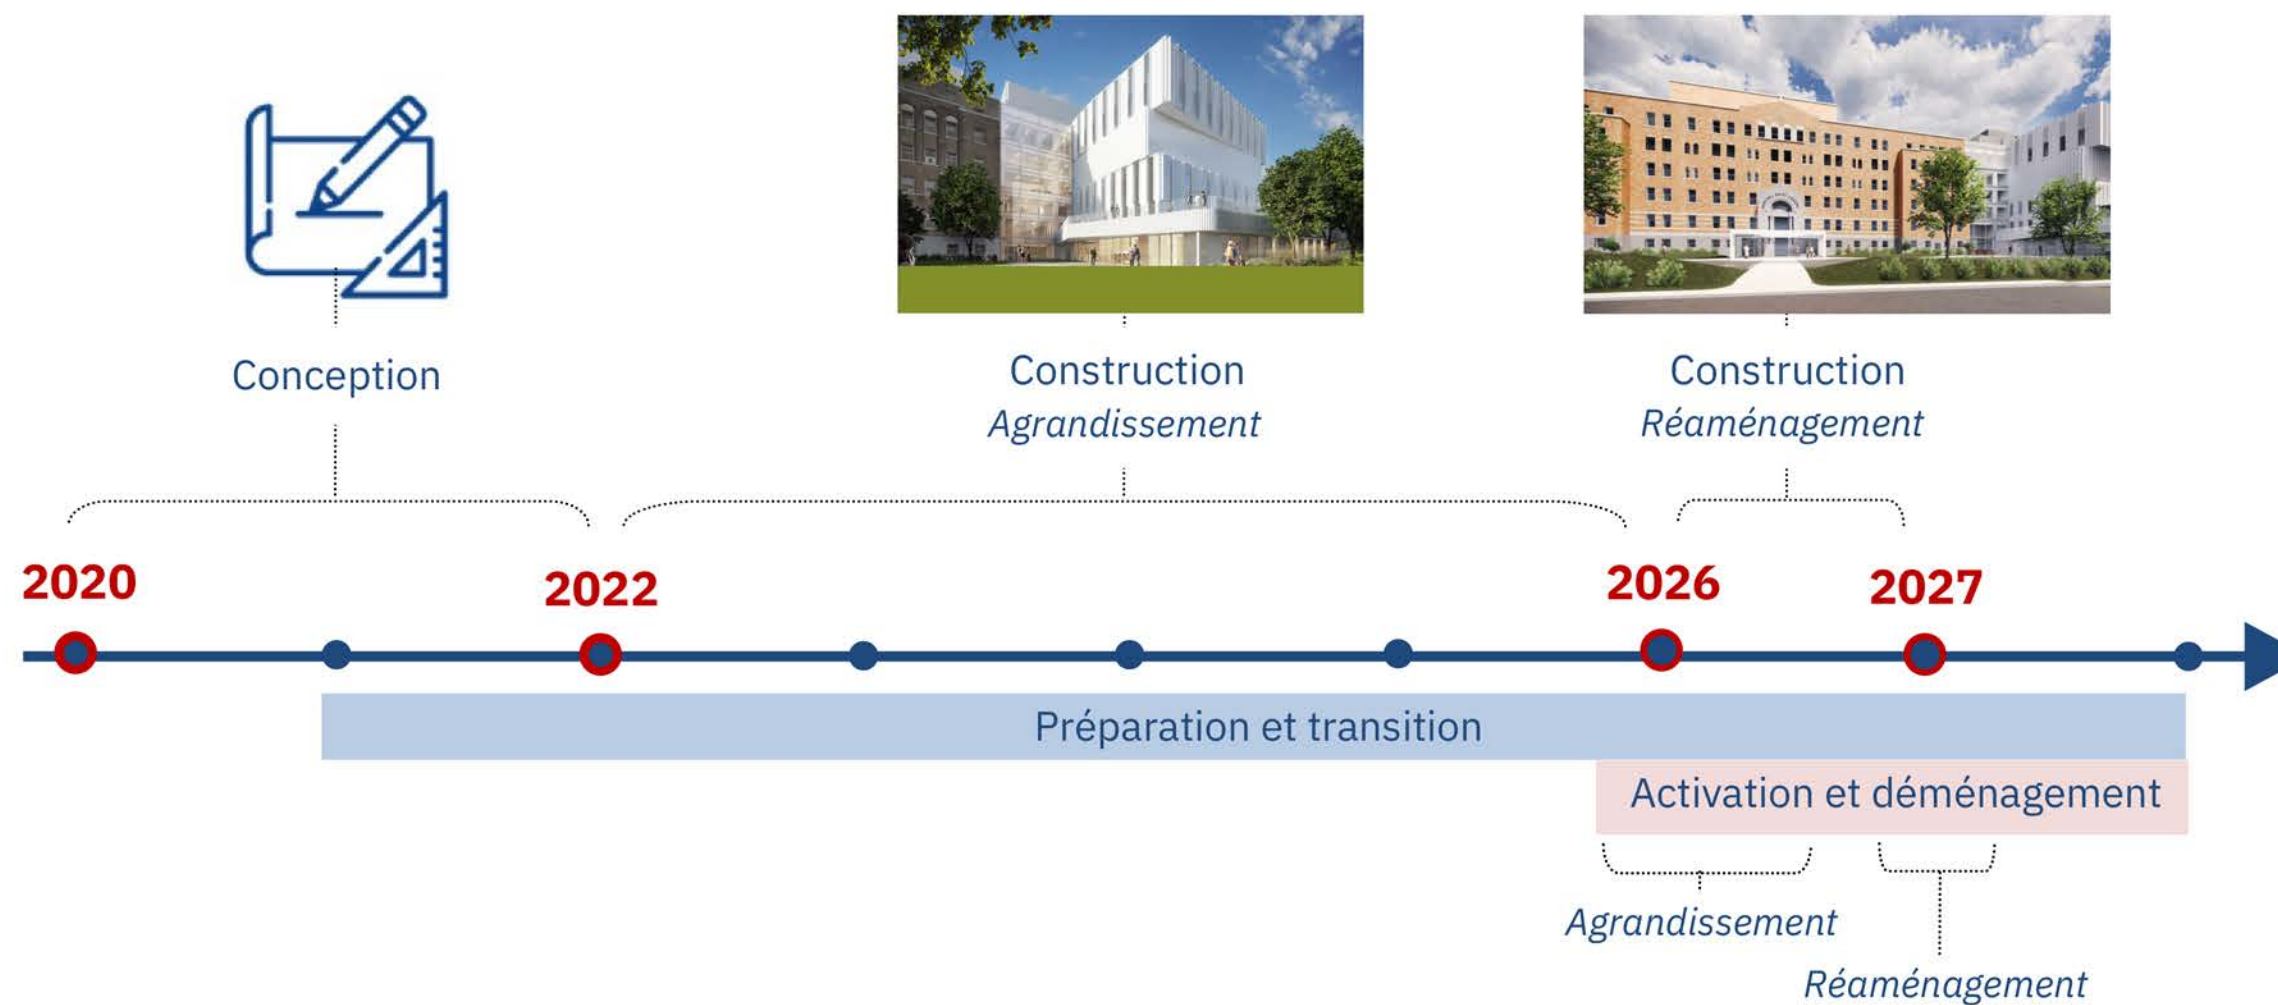 Conception
Construction
Agrandissement
Construction
Réaménagement
2020
2022
2026
2027
Préparation et transition
Activation et déménagement
Agrandissement
Réaménagement